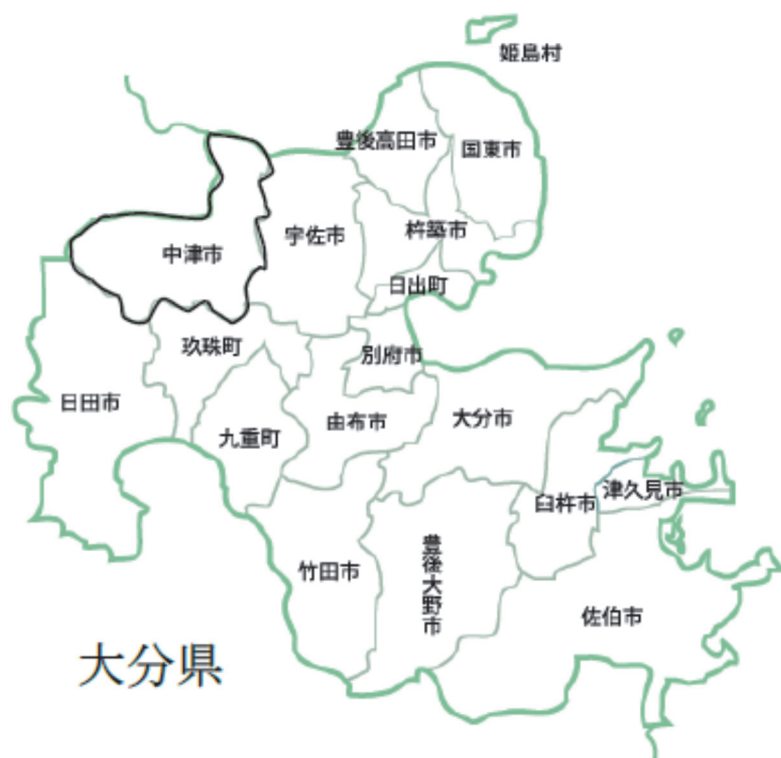 姫島村
豊後高田市
国東市
中津市
宇佐市
杵築市
日出町
玖珠町
別府市
日田市
九重町
由布市
大分市
臼杵市
津久見市
竹田市
豊後大野市
佐伯市
大分県